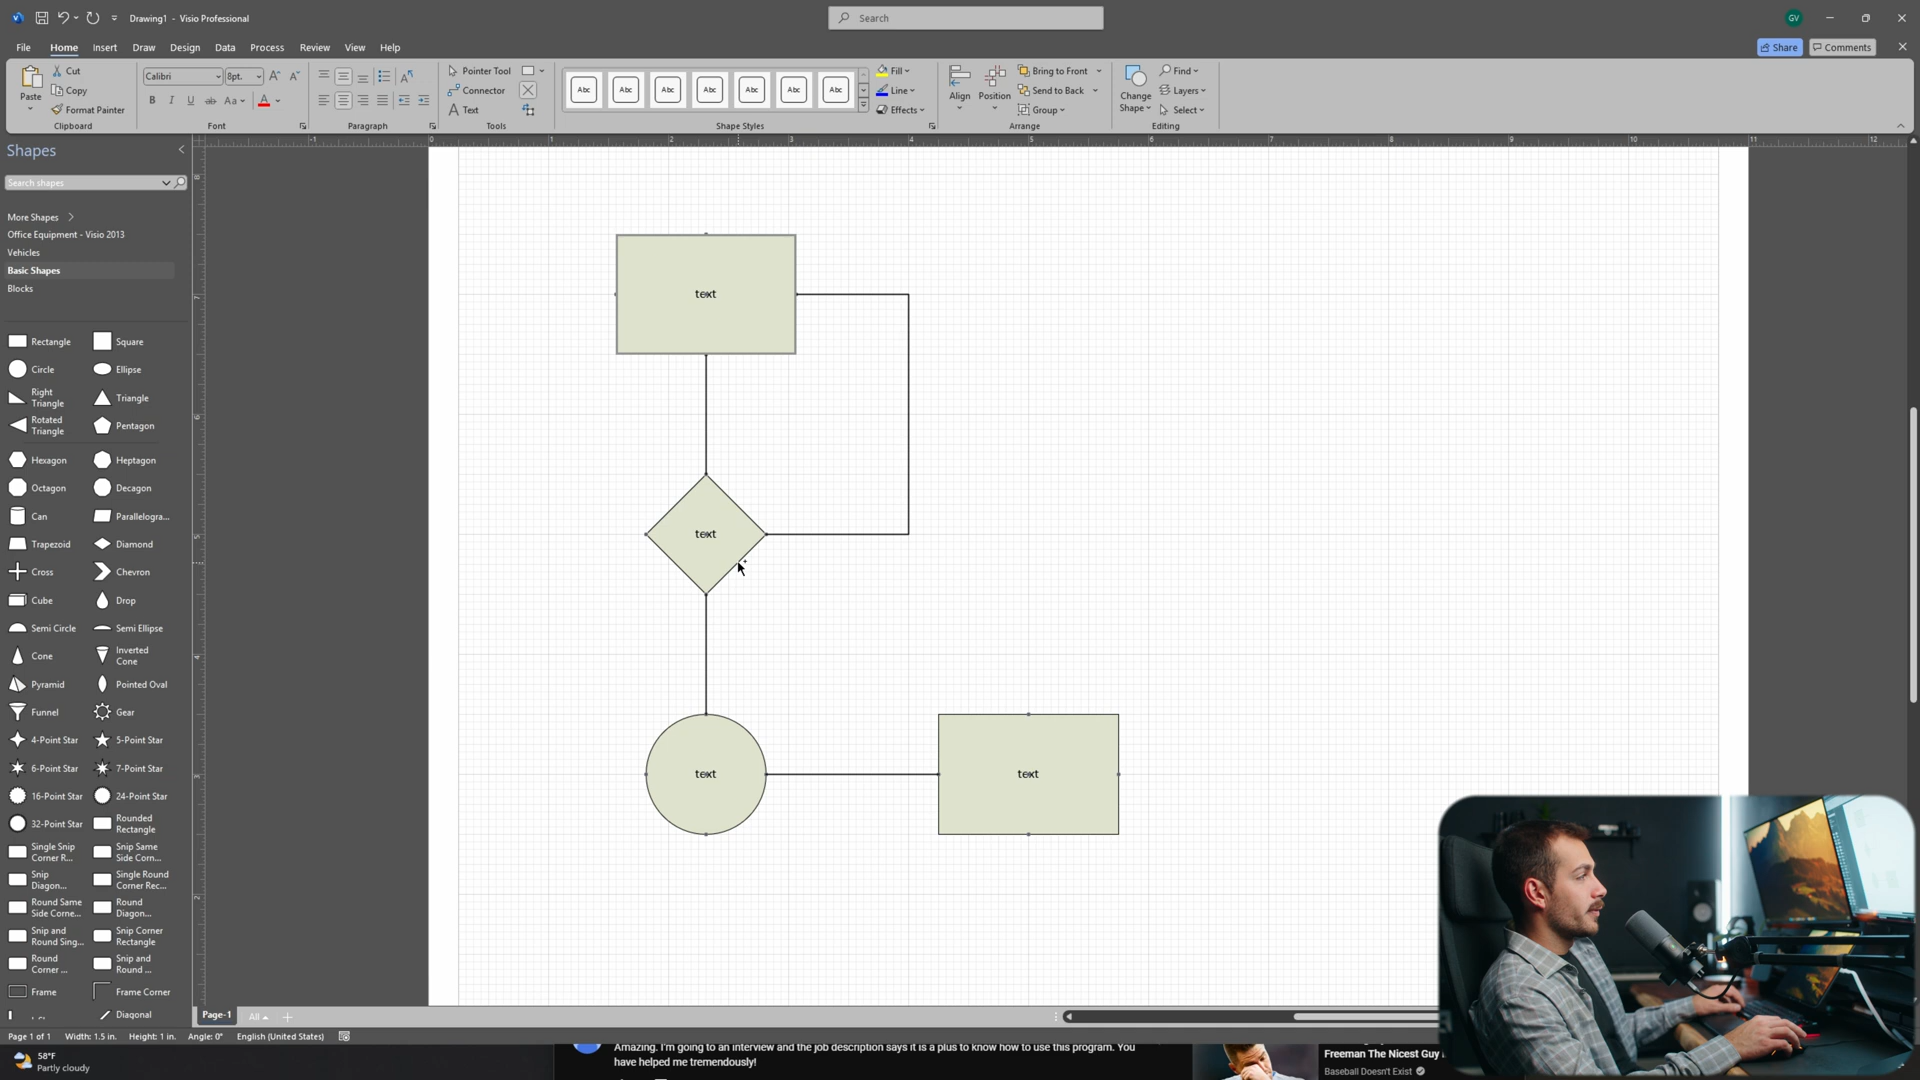 Drawing1 - Visio Professional
Search
GV
File Home Insert Draw Design Data Process Review View Help
Share Comments
Paste
Cut
Copy
Format Painter
Clipboard
Calibri 8pt.
B I U ab Aa A
Font
Paragraph
Pointer Tool
Connector
Text
Tools
Abc Abc Abc Abc Abc Abc Abc
Shape Styles
Fill
Line
Effects
Align
Position
Bring to Front
Send to Back
Group
Arrange
Change
Shape
Find
Layers
Select
Editing
Shapes
Search shapes
More Shapes
Office Equipment - Visio 2013
Vehicles
Basic Shapes
Blocks
Rectangle Square
Circle Ellipse
Right
Triangle
Triangle
Rotated
Triangle
Pentagon
Hexagon Heptagon
Octagon Decagon
Can Parallelogra...
Trapezoid Diamond
Cross Chevron
Cube Drop
Semi Circle Semi Ellipse
Cone
Inverted
Cone
Pyramid Pointed Oval
Funnel Gear
4-Point Star 5-Point Star
6-Point Star 7-Point Star
16-Point Star 24-Point Star
32-Point Star
Rounded
Rectangle
Single Snip
Corner R...
Snip Same
Side Corn...
Snip
Diagon...
Single Round
Corner Rec...
Round Same
Side Corne...
Round
Diagon...
Snip and
Round Sing...
Snip Corner
Rectangle
Round
Corner ...
Snip and
Round ...
Frame Frame Corner
Diagonal
text
text
text
text
Page-1 All
Page 1 of 1 Width: 1.5 in. Height: 1 in. Angle: 0° English (United States)
58°F
Partly cloudy
Amazing. I'm going to an interview and the job description says it is a plus to know how to use this program. You
have helped me tremendously!
Freeman The Nicest Guy
Baseball Doesn't Exist